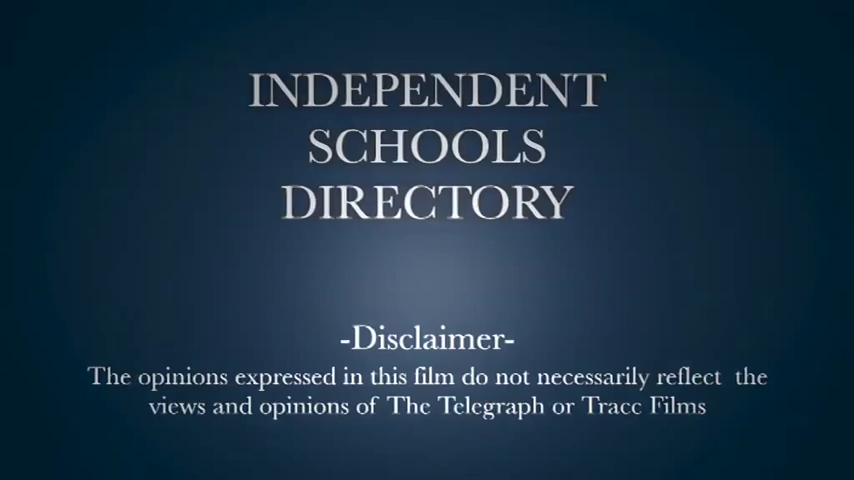 INDEPENDENT
SCHOOLS
DIRECTORY
-Disclaimer-
The opinions expressed in this film do not necessarily reflect the
views and opinions of The Telegraph or Tracc Films